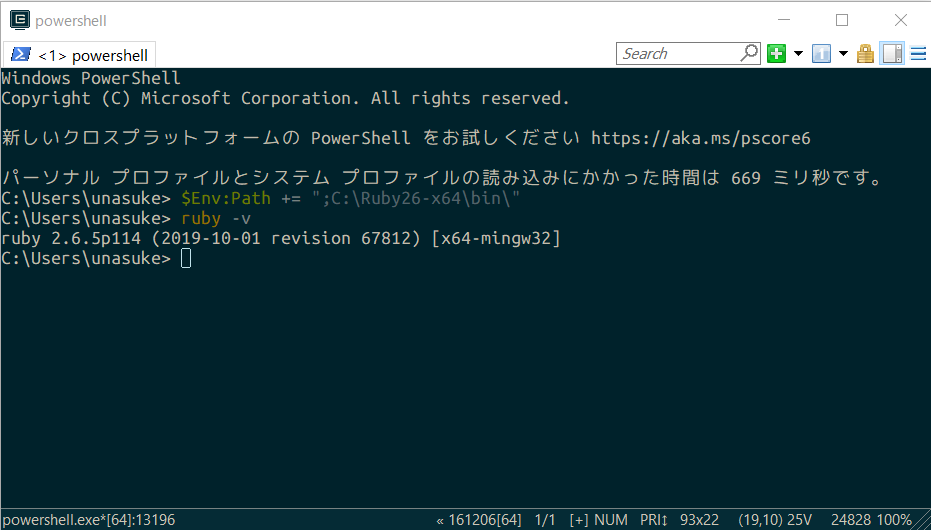 powershell
<1> powershell
Search
Windows PowerShell
Copyright (C) Microsoft Corporation. All rights reserved.
新しいクロスプラットフォームの PowerShell をお試しください https://aka.ms/pscore6
パーソナル プロファイルとシステム プロファイルの読み込みにかかった時間は 669 ミリ秒です。
C:\Users\unasuke> $Env:Path += ";C:\Ruby26-x64\bin\"
C:\Users\unasuke> ruby -v
ruby 2.6.5p114 (2019-10-01 revision 67812) [x64-mingw32]
C:\Users\unasuke>
powershell.exe*[64]:13196 « 161206[64] 1/1 [+] NUM PRI↕ 93x22 (19,10) 25V 24828 100%